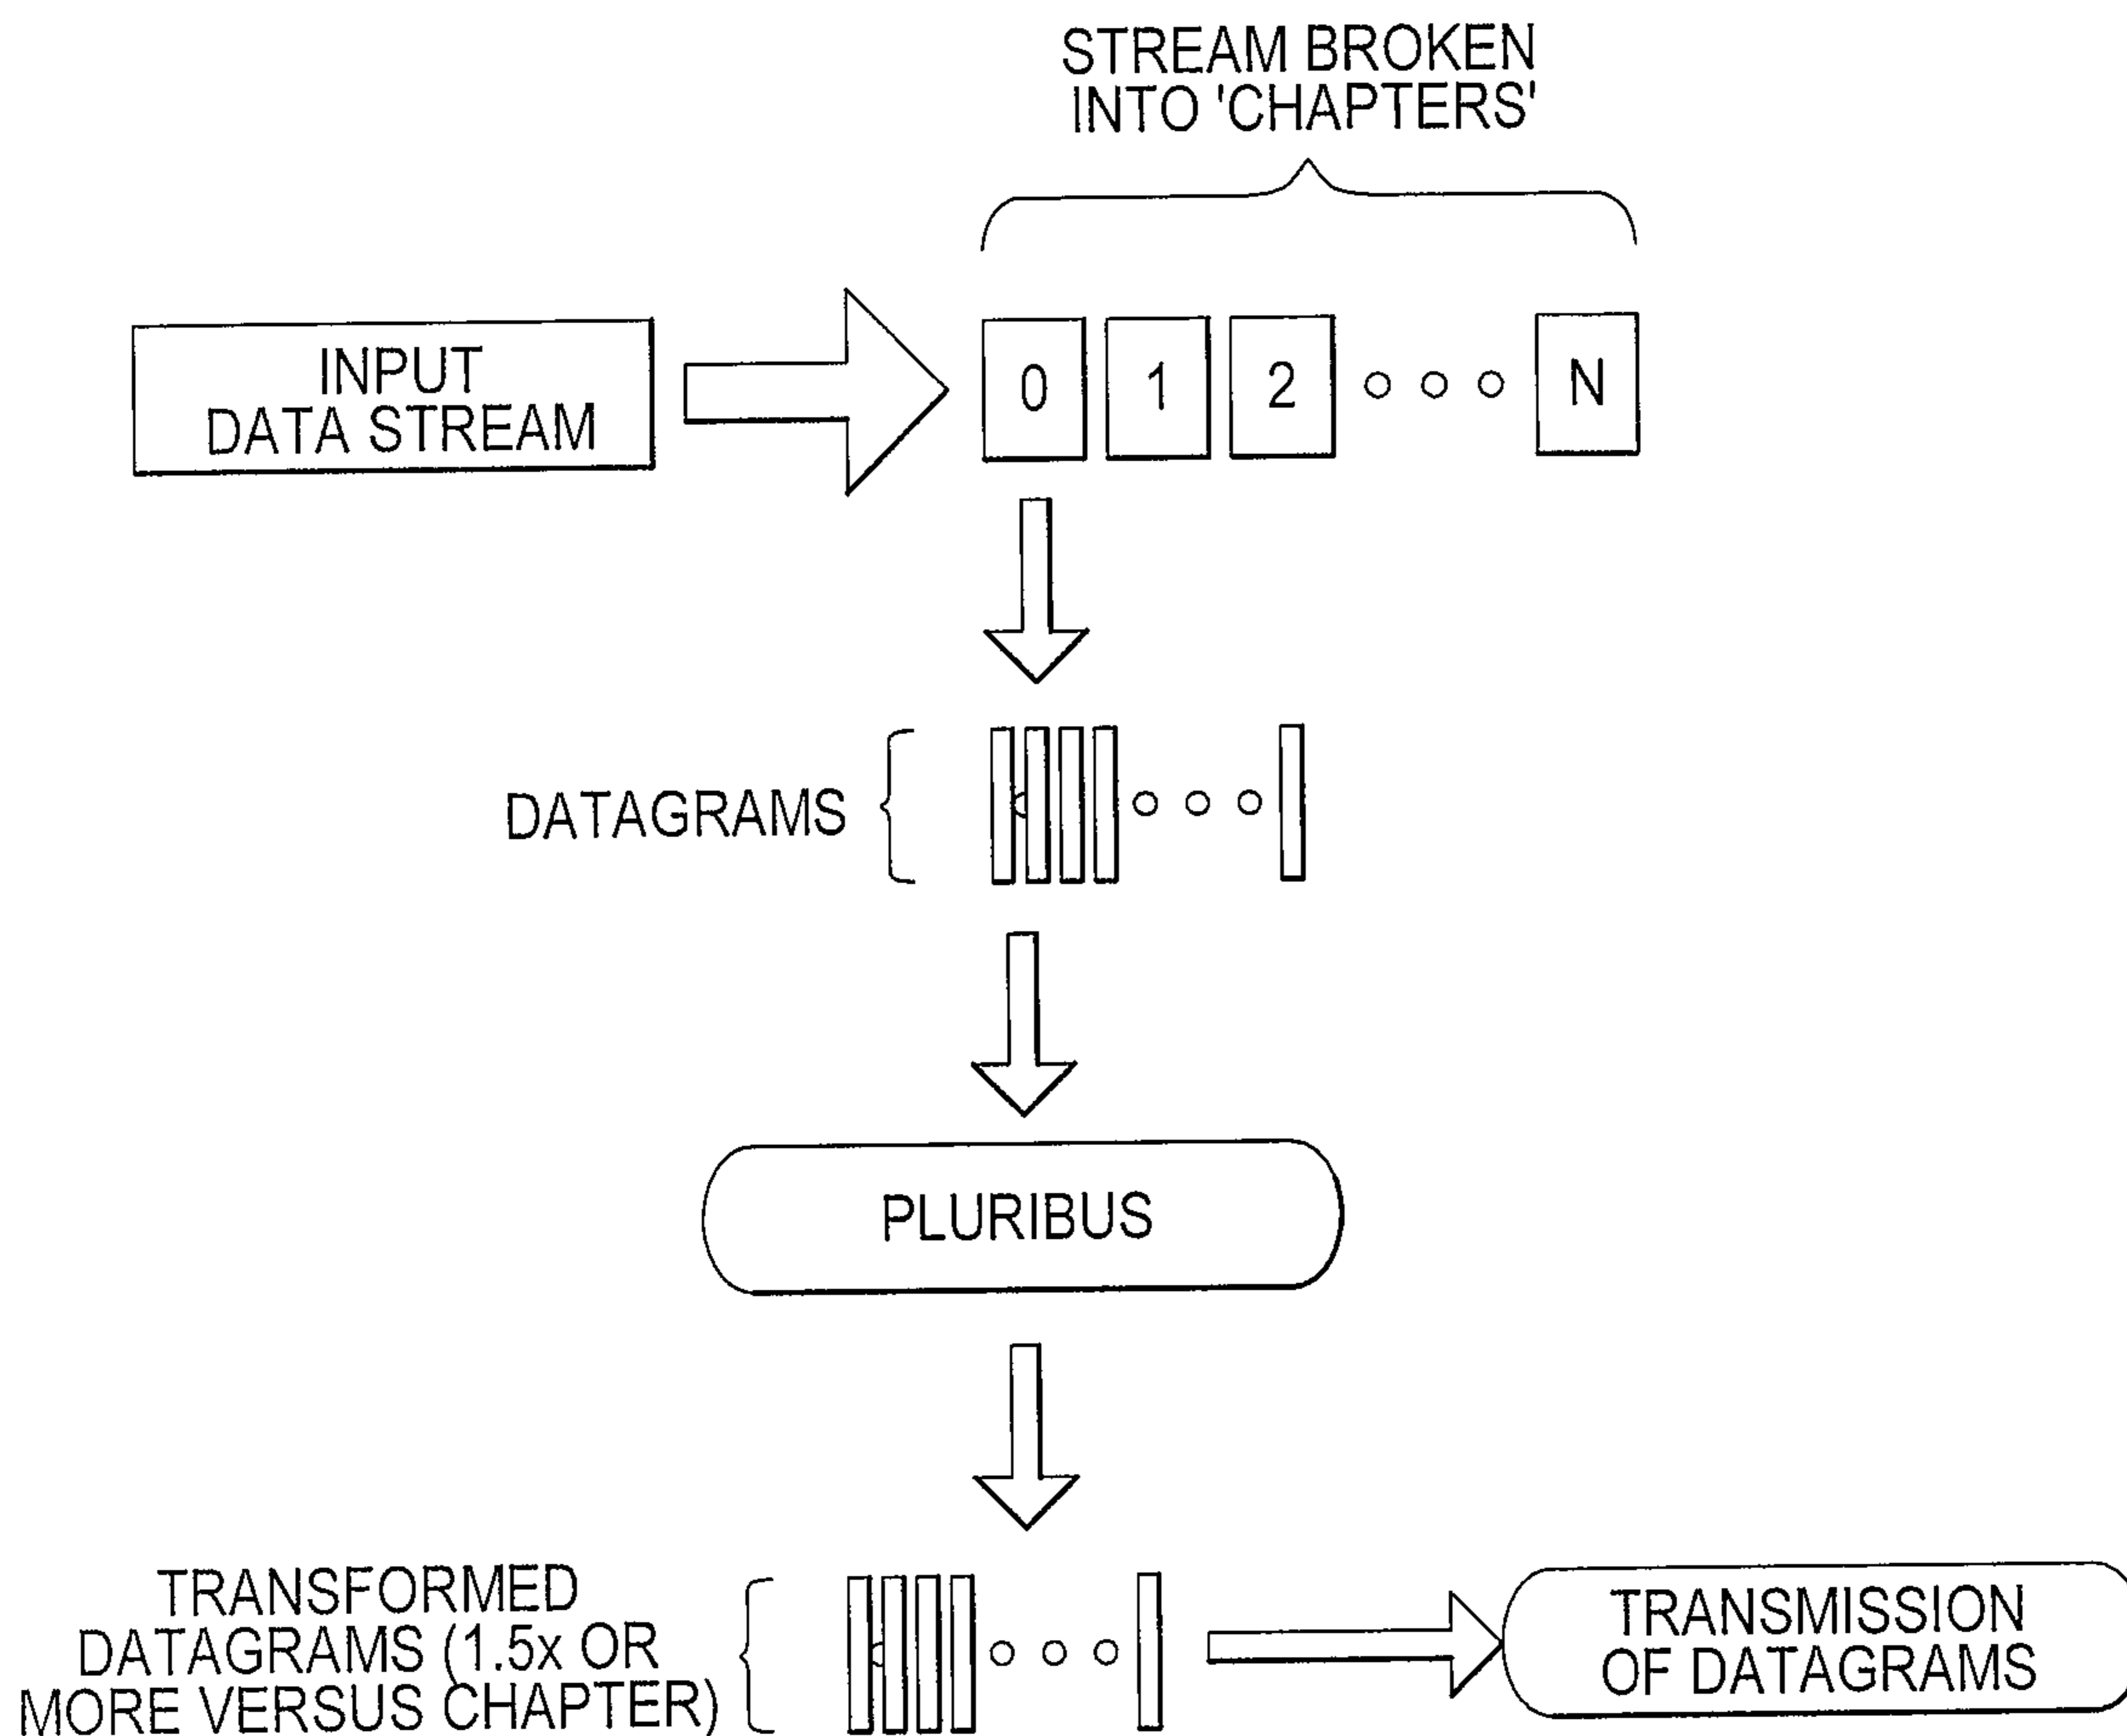 STREAM BROKEN
INTO 'CHAPTERS'
INPUT
DATA STREAM
0 1 2 N
DATAGRAMS
PLURIBUS
TRANSFORMED
DATAGRAMS (1.5x OR
MORE VERSUS CHAPTER)
TRANSMISSION
OF DATAGRAMS